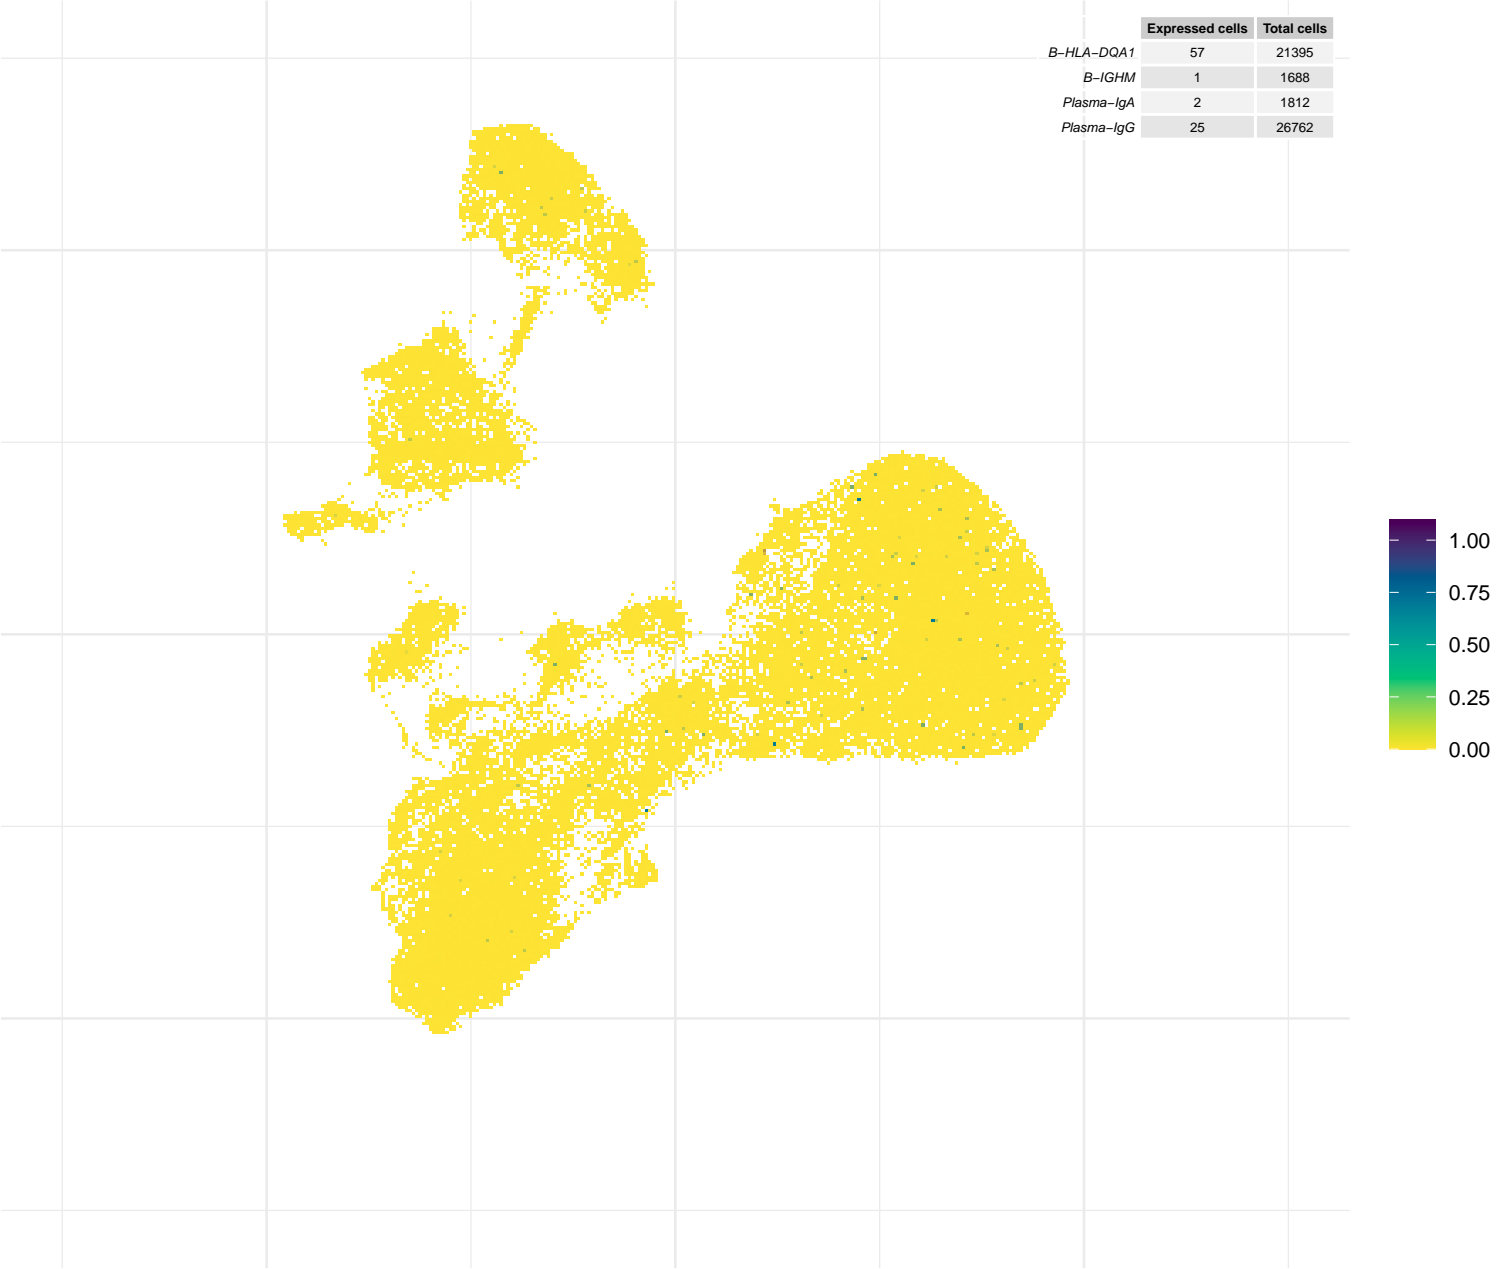 Expressed cells Total cells
B−HLA−DQA1 57 21395
B−IGHM 1 1688
Plasma−IgA 2 1812
Plasma−IgG 25 26762
1.00
0.75
0.50
0.25
0.00